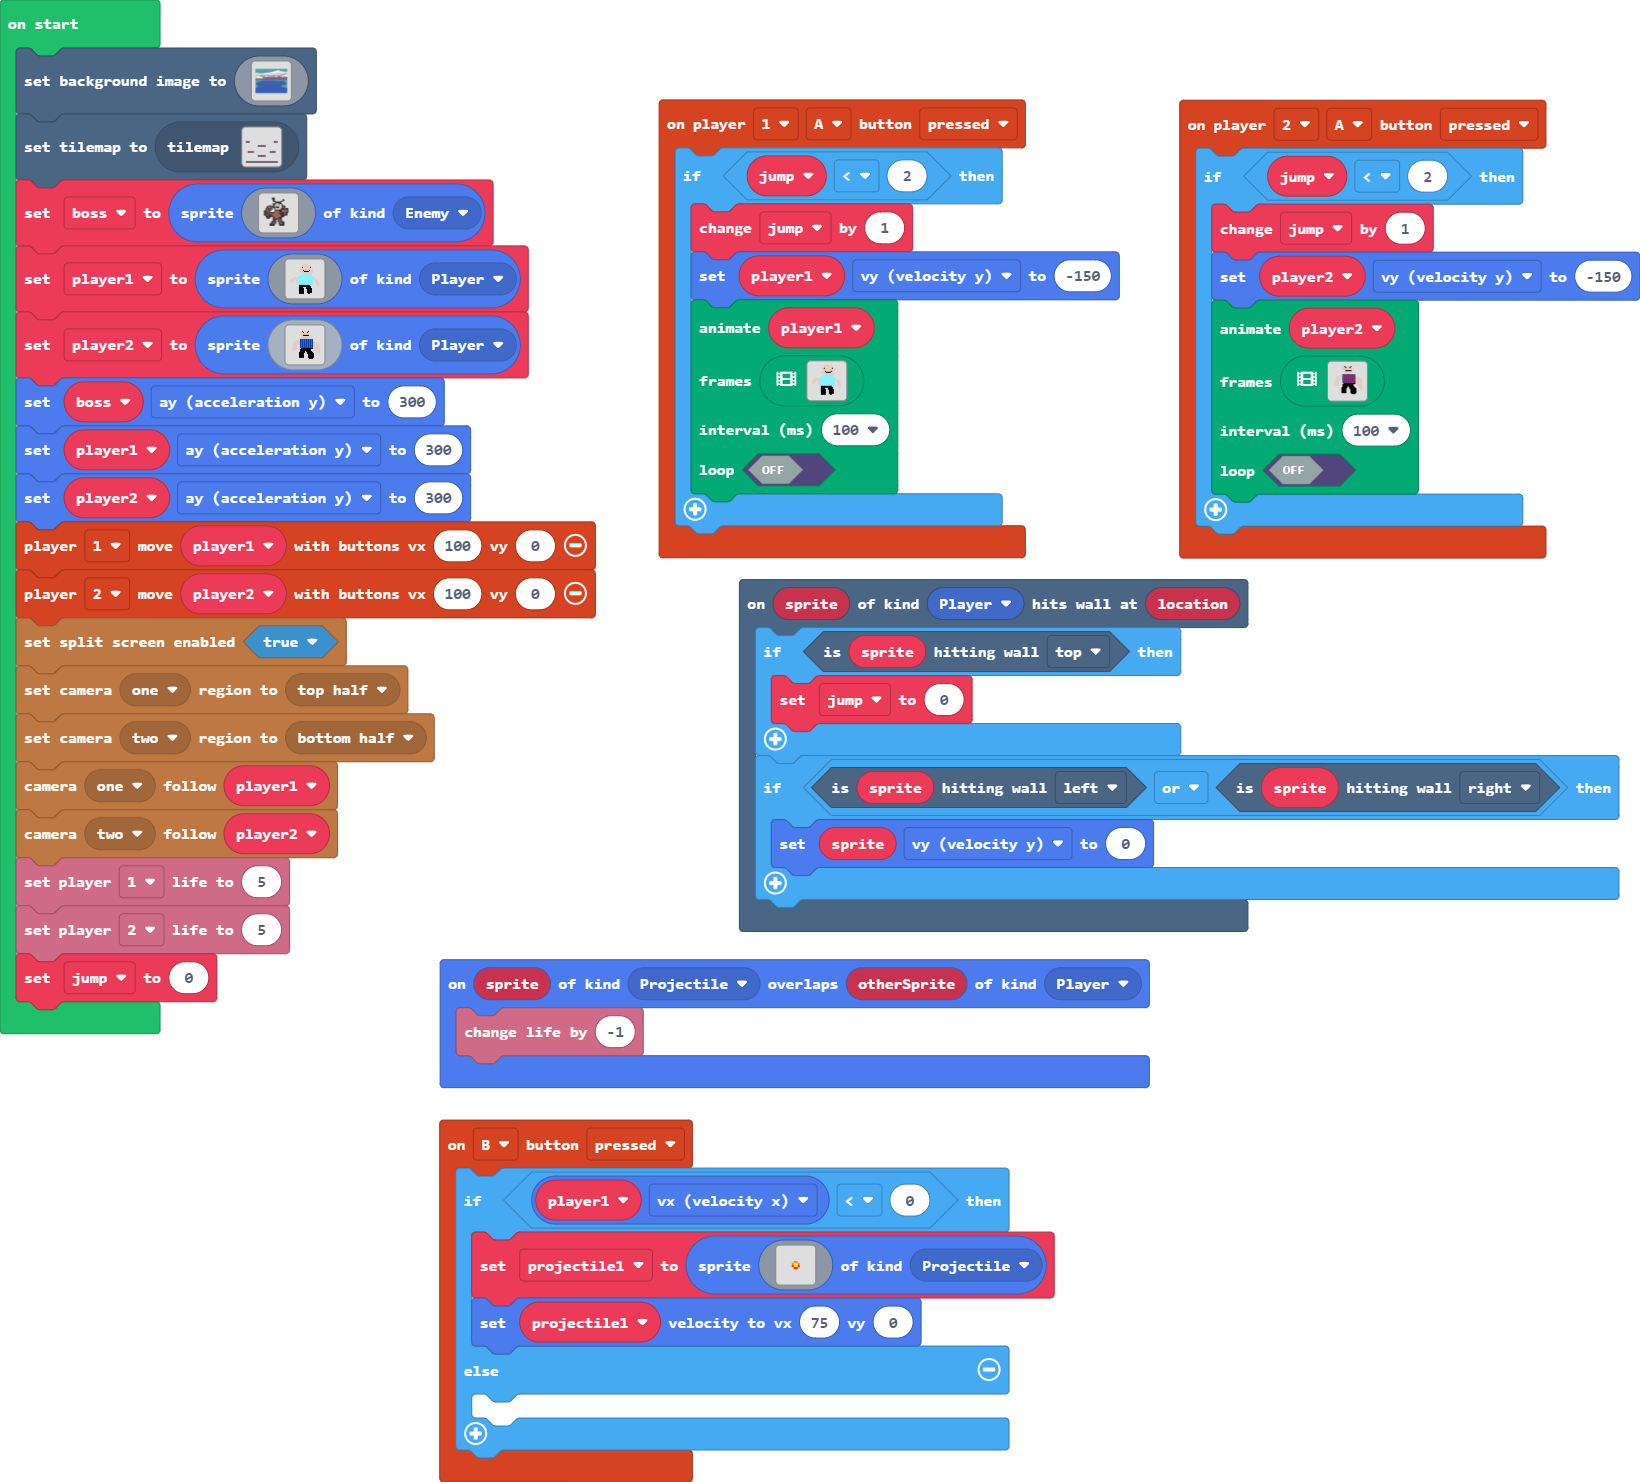 on start
set background image to
set tilemap to tilemap
set boss to sprite of kind Enemy
set player1 to sprite of kind Player
set player2 to sprite of kind Player
set boss ay (acceleration y) to 300
set player1 ay (acceleration y) to 300
set player2 ay (acceleration y) to 300
player 1 move player1 with buttons vx 100 vy 0
player 2 move player2 with buttons vx 100 vy 0
set split screen enabled true
set camera one region to top half
set camera two region to bottom half
camera one follow player1
camera two follow player2
set player 1 life to 5
set player 2 life to 5
set jump to 0
on player 1 A button pressed
if jump < 2 then
change jump by 1
set player1 vy (velocity y) to -150
animate player1
frames
interval (ms) 100
loop OFF
on player 2 A button pressed
if jump < 2 then
change jump by 1
set player2 vy (velocity y) to -150
animate player2
frames
interval (ms) 100
loop OFF
on sprite of kind Player hits wall at location
if is sprite hitting wall top then
set jump to 0
if is sprite hitting wall left or is sprite hitting wall right then
set sprite vy (velocity y) to 0
on sprite of kind Projectile overlaps otherSprite of kind Player
change life by -1
on B button pressed
if player1 vx (velocity x) < 0 then
set projectile1 to sprite of kind Projectile
set projectile1 velocity to vx 75 vy 0
else